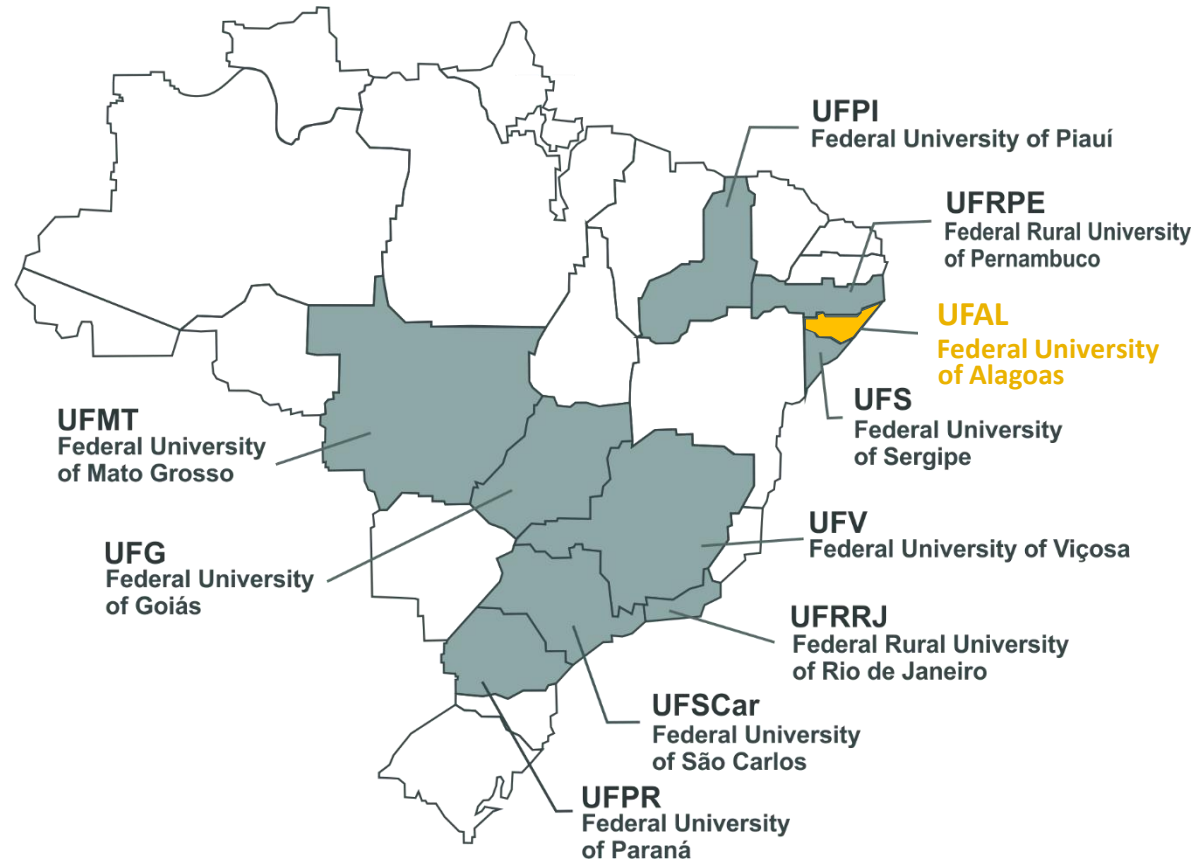 UFPI
Federal University of Piauí
UFRPE
Federal Rural University
of Pernambuco
UFAL
Federal University
of Alagoas
UFS
Federal University
of Sergipe
UFMT
Federal University
of Mato Grosso
UFV
Federal University of Viçosa
UFG
Federal University
of Goiás
UFRRJ
Federal Rural University
of Rio de Janeiro
UFSCar
Federal University
of São Carlos
UFPR
Federal University
of Paraná